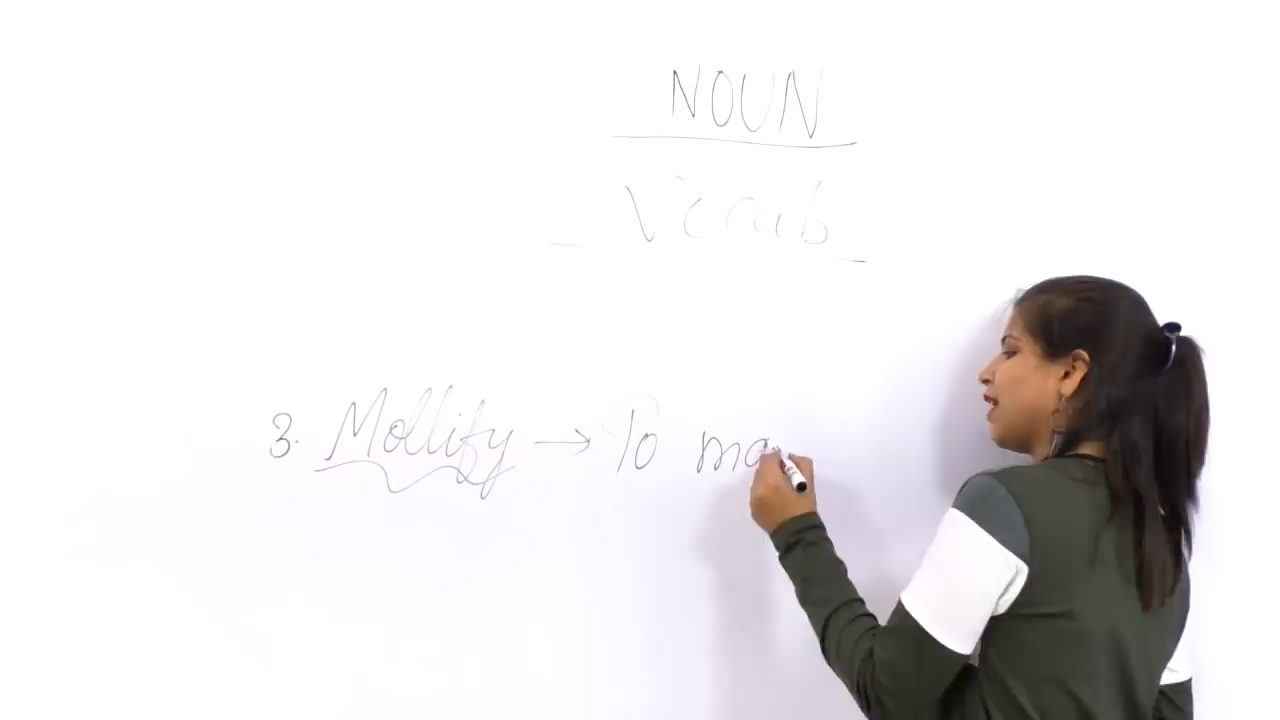 NOUN
Vocab
3. Mollify → To ma